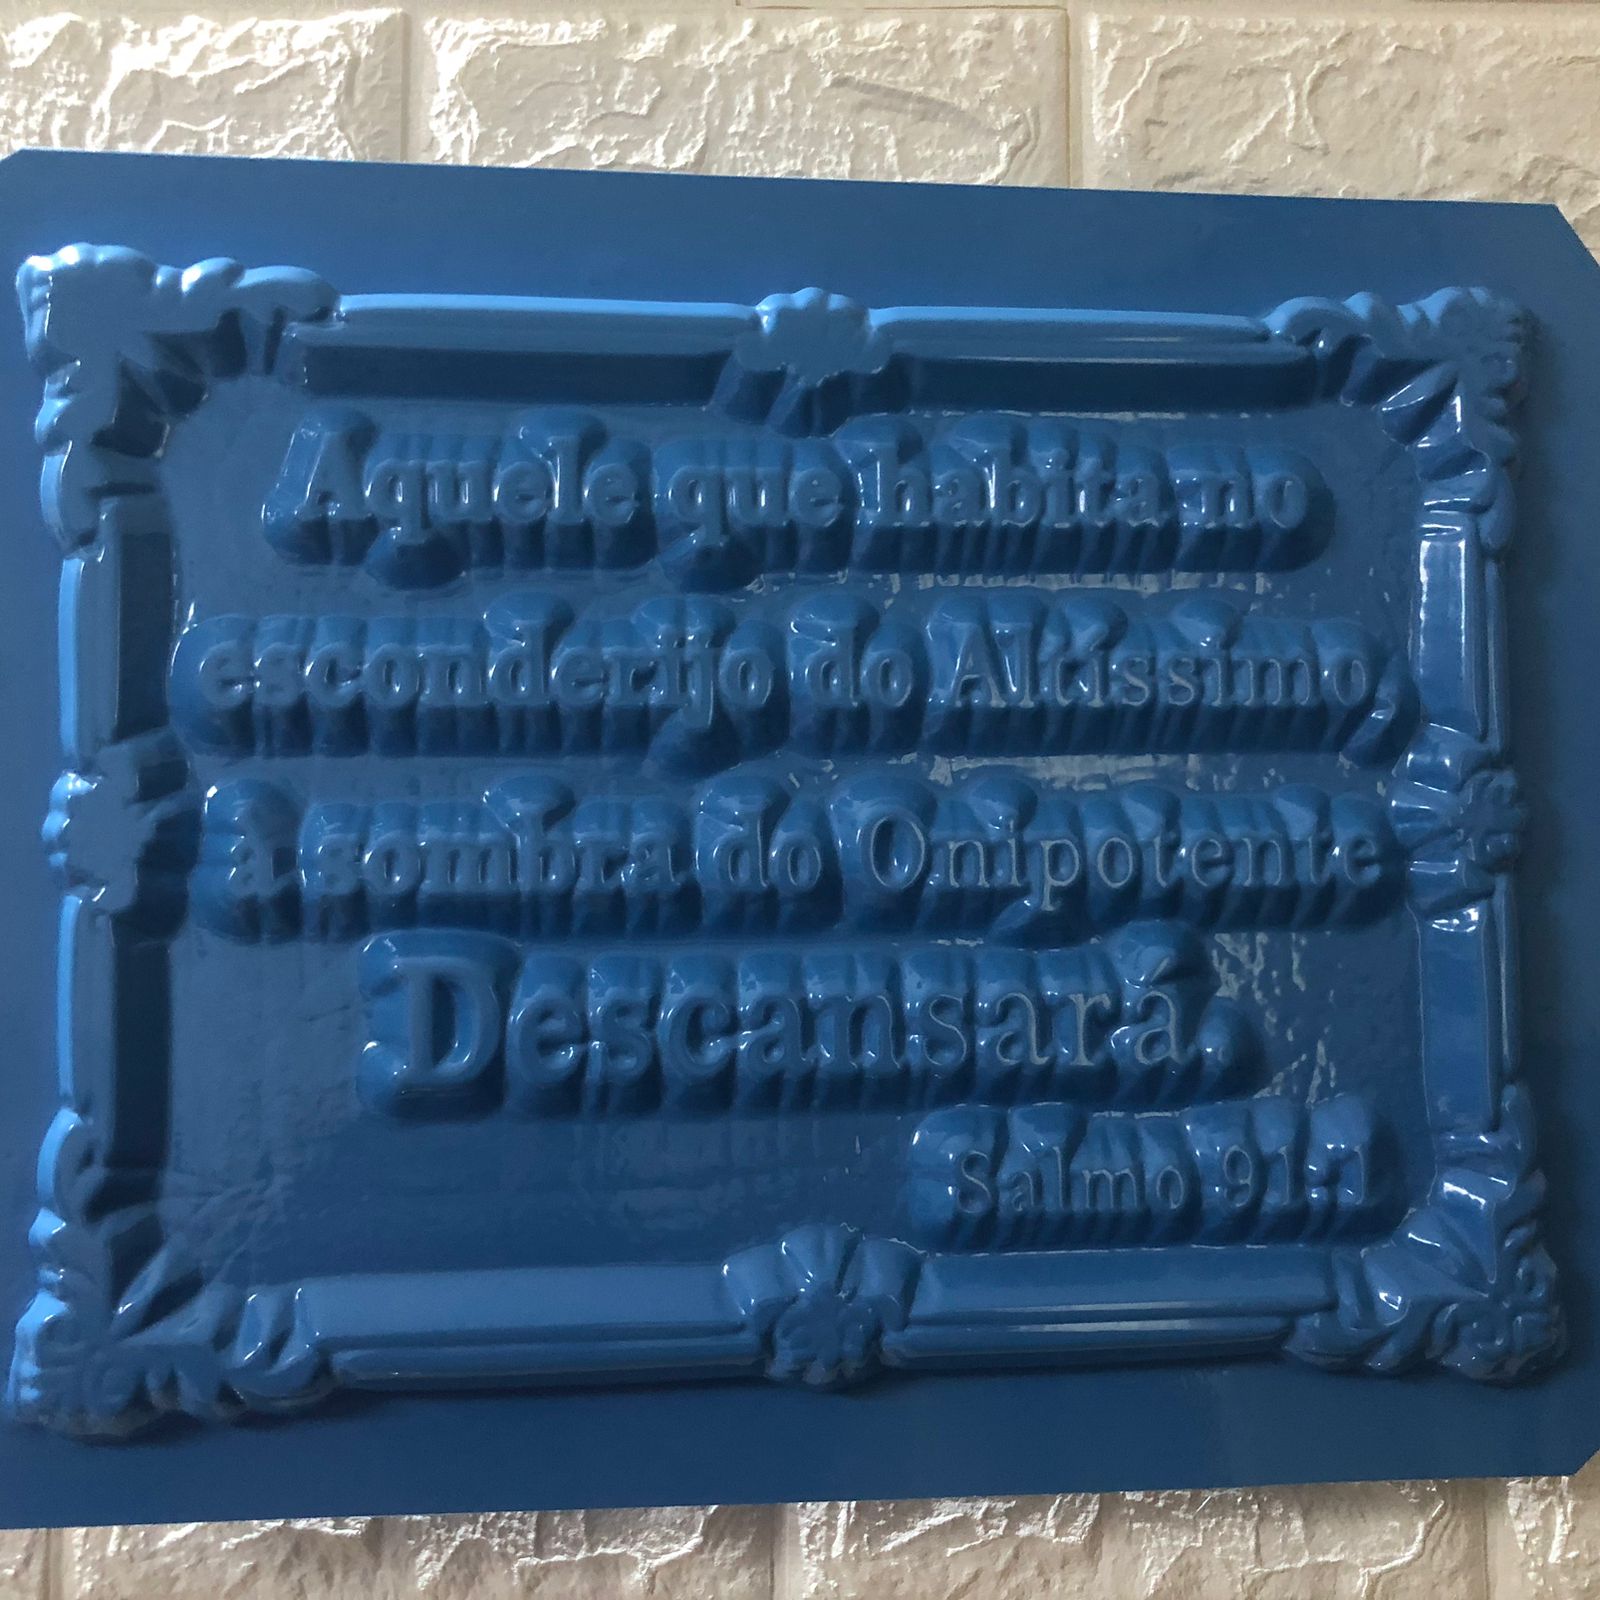 Aquele que habita no
esconderijo do Altíssimo,
à sombra do Onipotente
Descansará.
Salmo 91:1